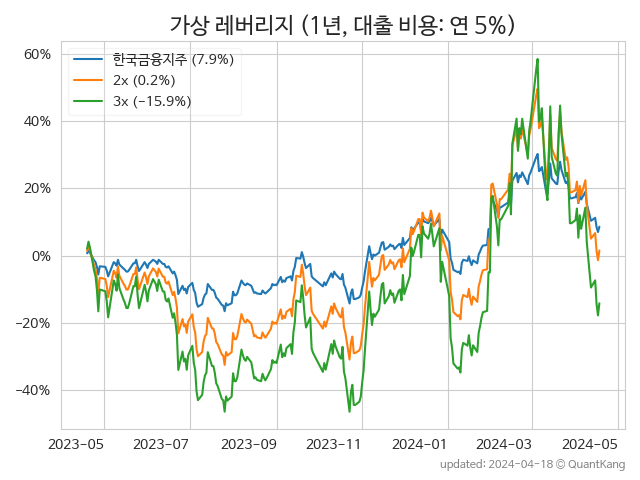 가상 레버리지 (1년, 대출 비용: 연 5%)
60%
40%
20%
0%
−20%
−40%
한국금융지주 (7.9%)
2x (0.2%)
3x (−15.9%)
2023-05 2023-07 2023-09 2023-11 2024-01 2024-03 2024-05
updated: 2024-04-18 © QuantKang